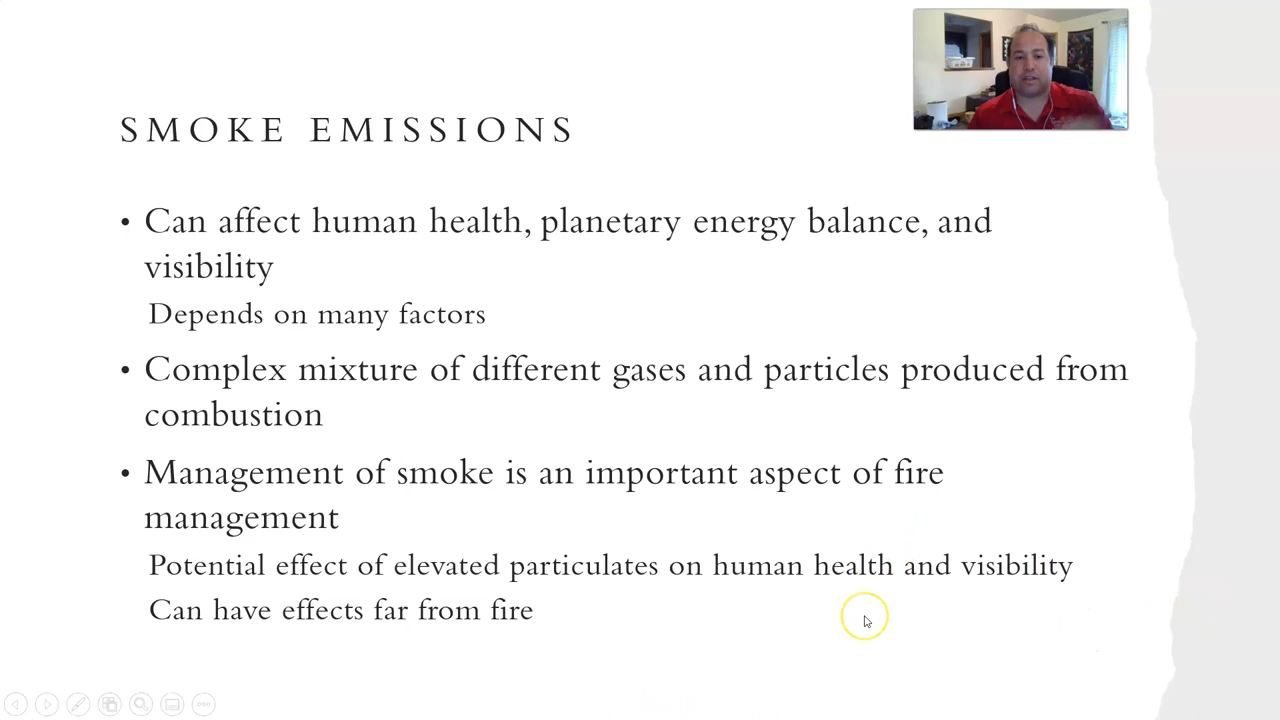 SMOKE EMISSIONS
• Can affect human health, planetary energy balance, and
visibility
Depends on many factors
• Complex mixture of different gases and particles produced from
combustion
• Management of smoke is an important aspect of fire
management
Potential effect of elevated particulates on human health and visibility
Can have effects far from fire